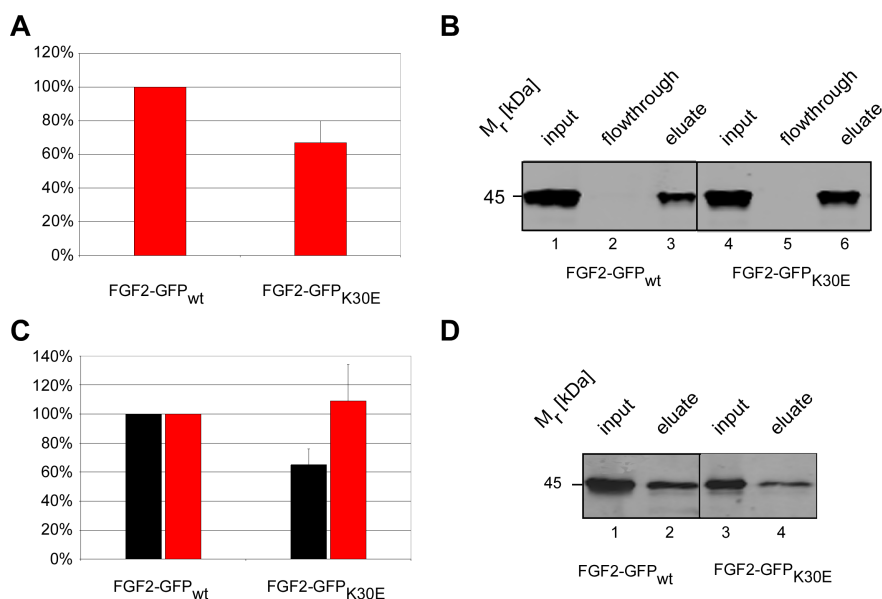 A
120%
100%
80%
60%
40%
20%
0%
FGF2-GFPwt
FGF2-GFPK30E
B
Mr [kDa]
input
flowthrough
eluate
input
flowthrough
eluate
45
1 2 3 4 5 6
FGF2-GFPwt
FGF2-GFPK30E
C
140%
120%
100%
80%
60%
40%
20%
0%
FGF2-GFPwt
FGF2-GFPK30E
D
Mr [kDa]
input
eluate
input
eluate
45
1 2 3 4
FGF2-GFPwt
FGF2-GFPK30E